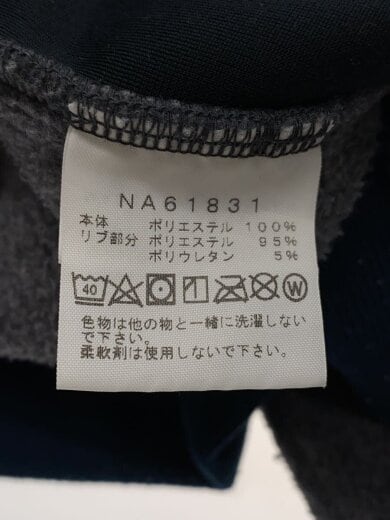 NA61831
本体 ポリエステル 100%
リブ部分 ポリエステル 95%
ポリウレタン 5%
40 W
色物は他の物と一緒に洗濯しない
で下さい。
柔軟剤は使用しないで下さい。